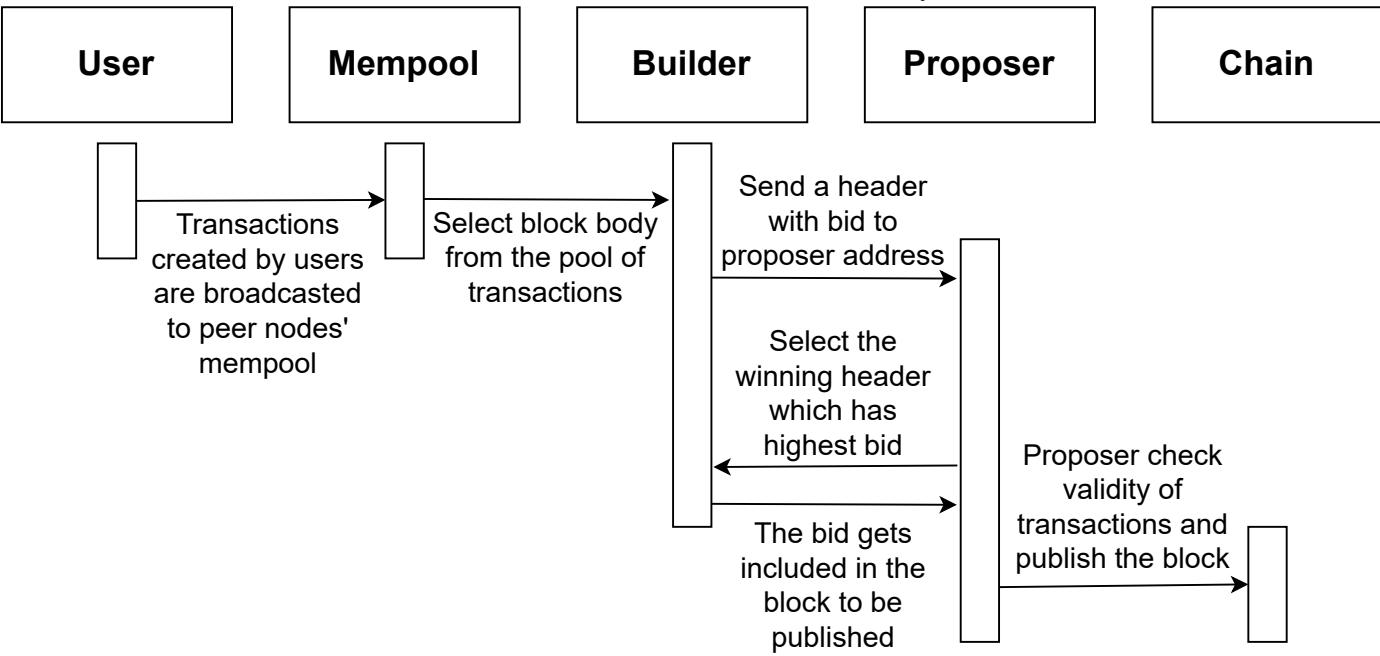 User
Mempool
Builder
Proposer
Chain
Transactions
created by users
are broadcasted
to peer nodes'
mempool
Select block body
from the pool of
transactions
Send a header
with bid to
proposer address
Select the
winning header
which has
highest bid
The bid gets
included in the
block to be
published
Proposer check
validity of
transactions and
publish the block